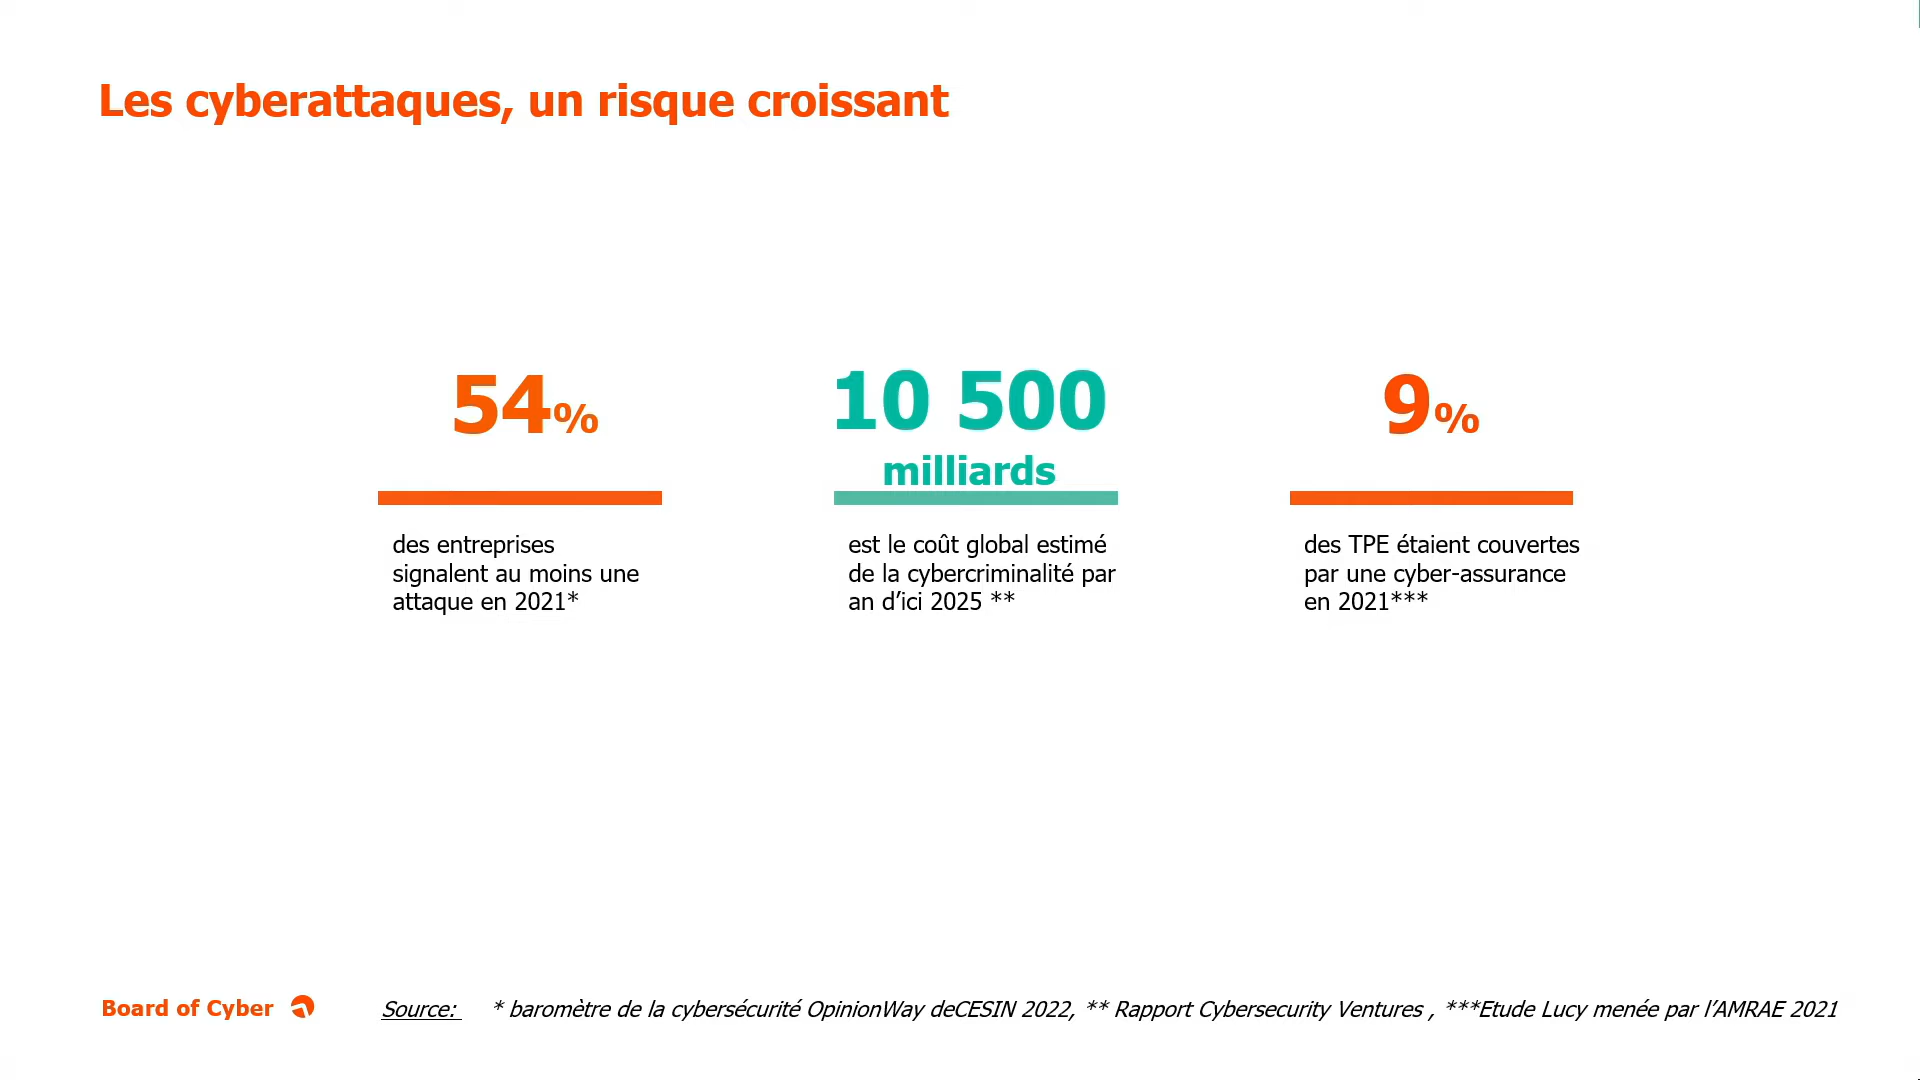 Les cyberattaques, un risque croissant
54%
des entreprises
signalent au moins une
attaque en 2021*
10 500
milliards
est le coût global estimé
de la cybercriminalité par
an d’ici 2025 **
9%
des TPE étaient couvertes
par une cyber-assurance
en 2021***
Board of Cyber
Source: * baromètre de la cybersécurité OpinionWay deCESIN 2022, ** Rapport Cybersecurity Ventures , ***Etude Lucy menée par l’AMRAE 2021